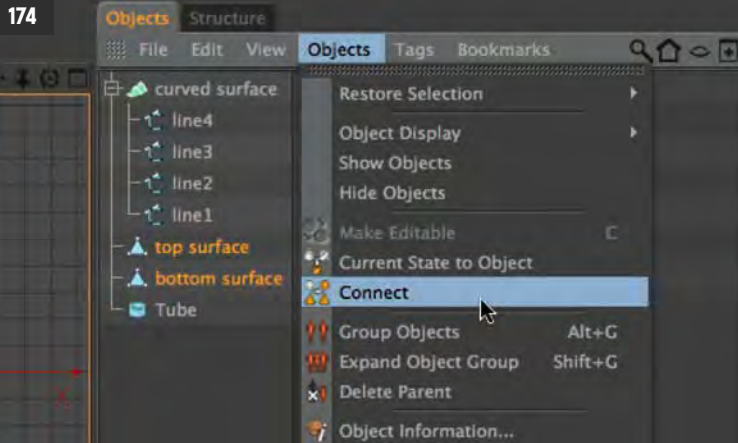 174
Objects Structure
File Edit View Objects Tags Bookmarks
curved surface
line4
line3
line2
line1
top surface
bottom surface
Tube
Restore Selection
Object Display
Show Objects
Hide Objects
Make Editable C
Current State to Object
Connect
Group Objects Alt+G
Expand Object Group Shift+G
Delete Parent
Object Information...